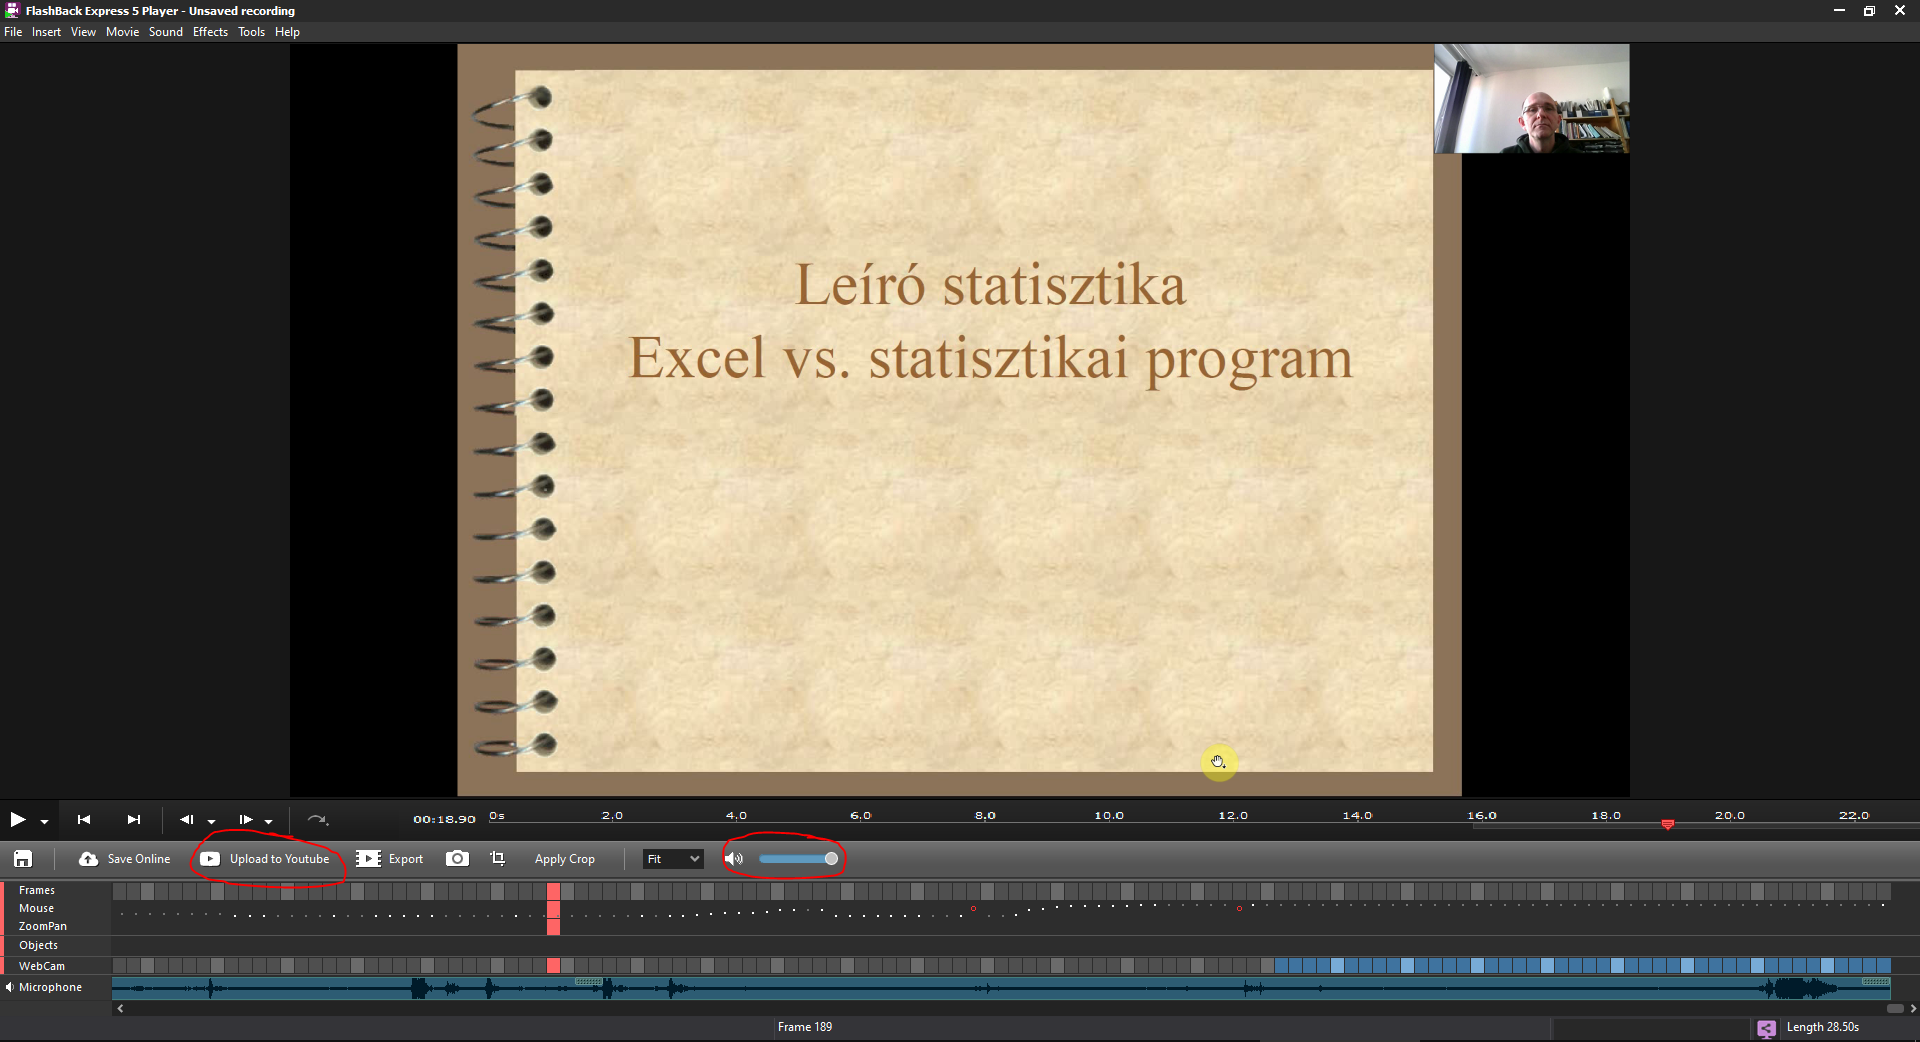 FlashBack Express 5 Player - Unsaved recording
File Insert View Movie Sound Effects Tools Help
Leíró statisztika
Excel vs. statisztikai program
00:18.90 0s 2.0 4.0 6.0 8.0 10.0 12.0 14.0 16.0 18.0 20.0 22.0
Save Online Upload to Youtube Export Apply Crop Fit
Frames
Mouse
ZoomPan
Objects
WebCam
Microphone
Frame 189 Length 28.50s